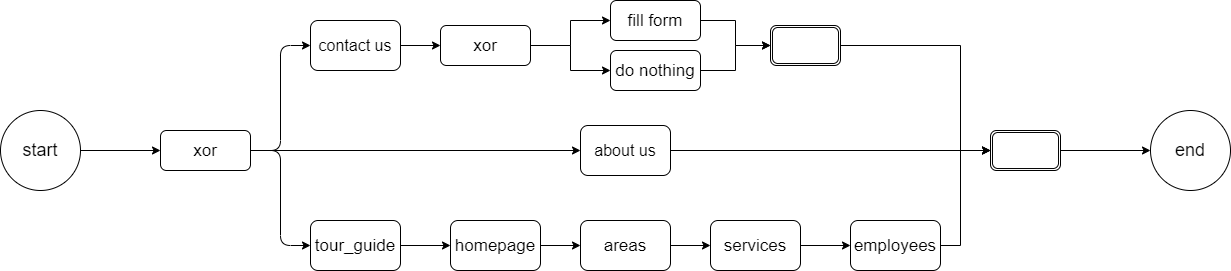 start
xor
contact us
xor
fill form
do nothing
about us
tour_guide
homepage
areas
services
employees
end